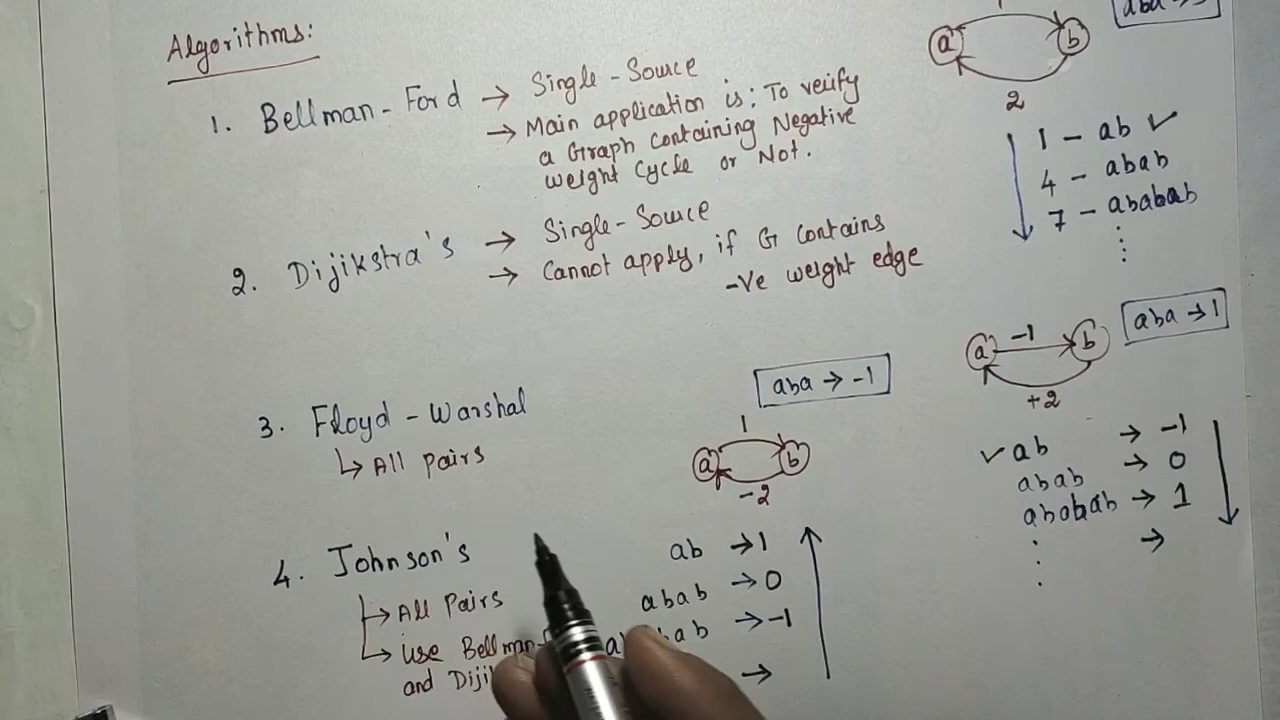 Algorithms:
1. Bellman-Ford → Single-Source
→ Main application is: To verify
a Graph containing Negative
weight Cycle or Not.
2. Dijikstra's → Single-Source
→ Cannot apply, if G contains
-ve weight edge
3. Floyd-Warshal
↳ All Pairs
4. Johnson's
→ All Pairs
→ Use Bellman-
and Diji
aba → -1
1
a b
-2
ab → 1
abab → 0
→ -1
→
aba
a b
2
1 - ab ✓
4 - abab
7 - ababab
aba → 1
-1
a b
+2
✓ ab → -1
abab → 0
ababab → 1
→